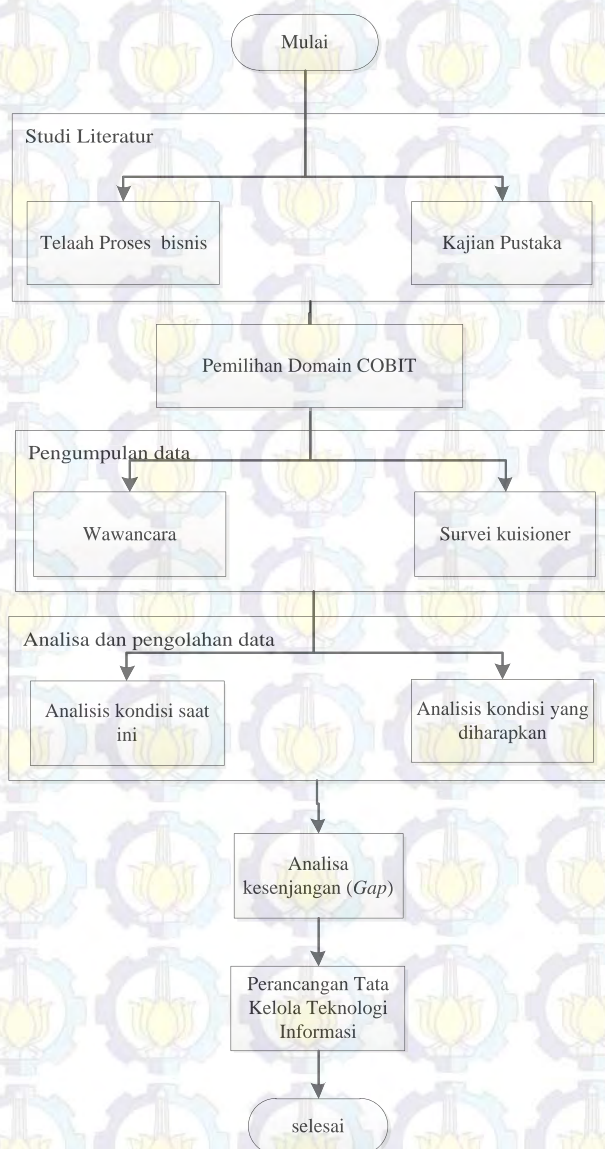 Mulai
Studi Literatur
Telaah Proses bisnis
Kajian Pustaka
Pemilihan Domain COBIT
Pengumpulan data
Wawancara
Survei kuisioner
Analisa dan pengolahan data
Analisis kondisi saat
ini
Analisis kondisi yang
diharapkan
Analisa
kesenjangan (Gap)
Perancangan Tata
Kelola Teknologi
Informasi
selesai